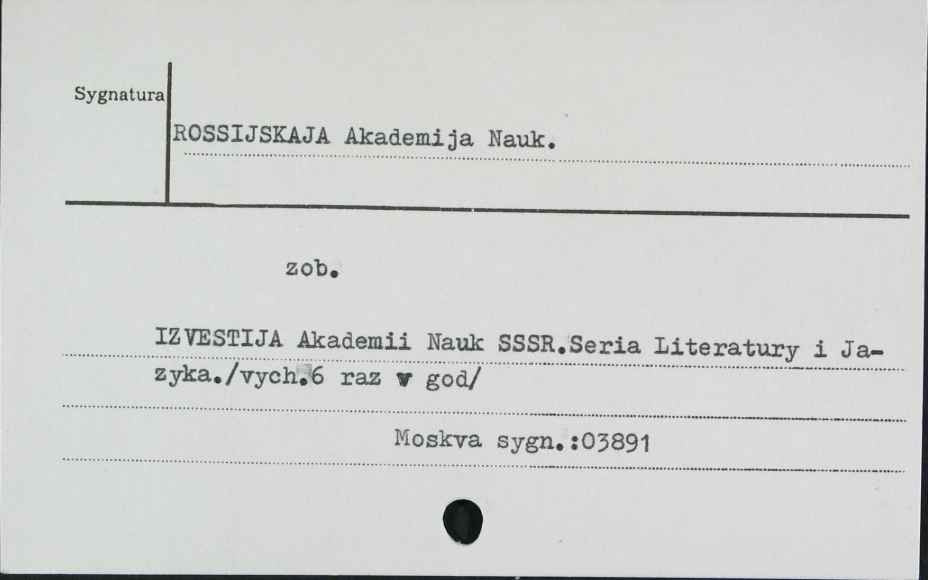 Sygnatura
ROSSIJSKAJA Akademija Nauk.
zob.
IZVESTIJA Akademii Nauk SSSR.Seria Literatury i Ja-
zyka./vych.6 raz v god/
Moskva sygn.:03891